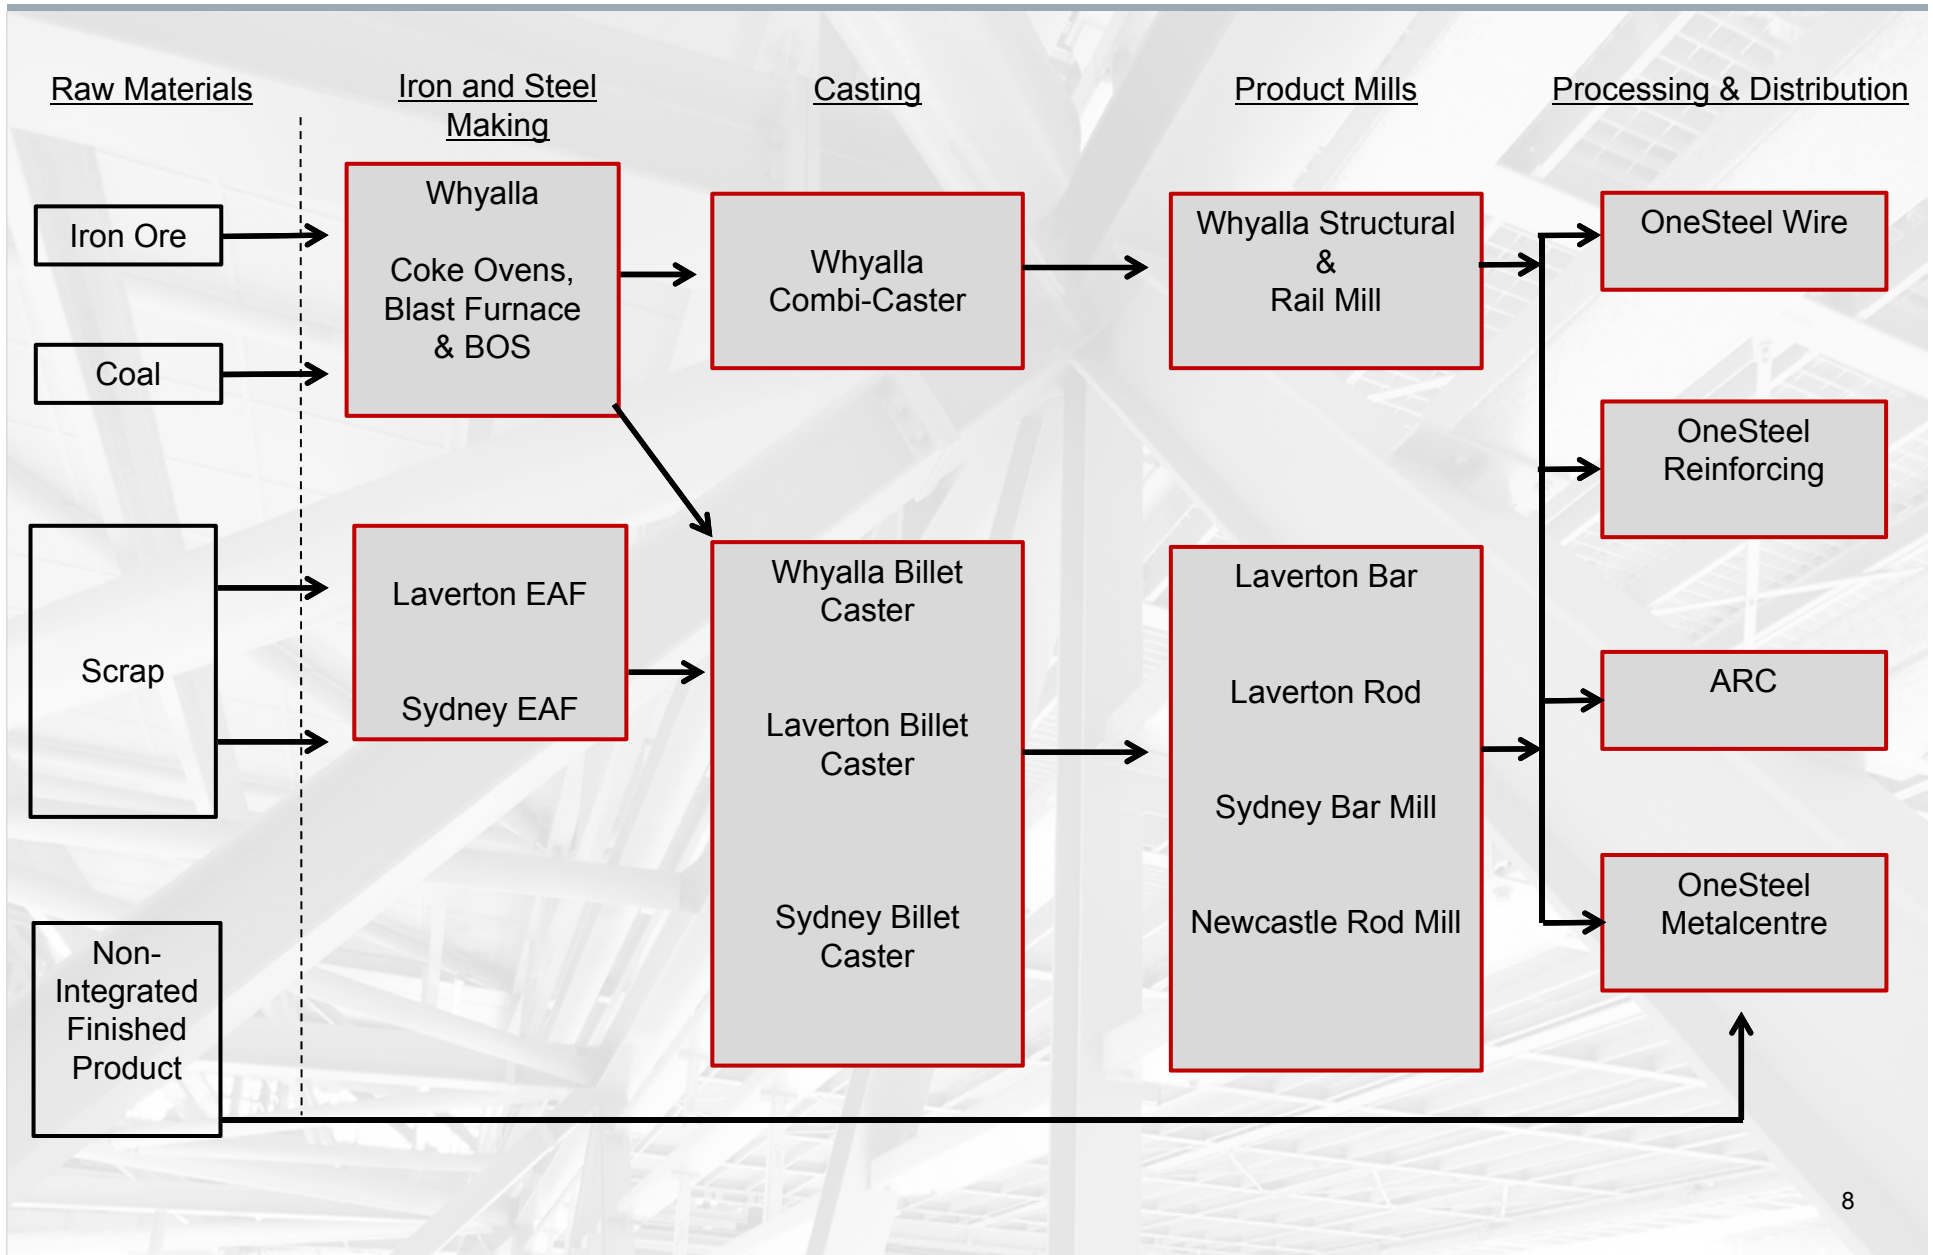 Raw Materials
Iron and Steel
Making
Casting
Product Mills
Processing & Distribution
Iron Ore
Coal
Scrap
Non-
Integrated
Finished
Product
Whyalla
Coke Ovens,
Blast Furnace
& BOS
Laverton EAF
Sydney EAF
Whyalla
Combi-Caster
Whyalla Billet
Caster
Laverton Billet
Caster
Sydney Billet
Caster
Whyalla Structural
&
Rail Mill
Laverton Bar
Laverton Rod
Sydney Bar Mill
Newcastle Rod Mill
OneSteel Wire
OneSteel
Reinforcing
ARC
OneSteel
Metalcentre
8